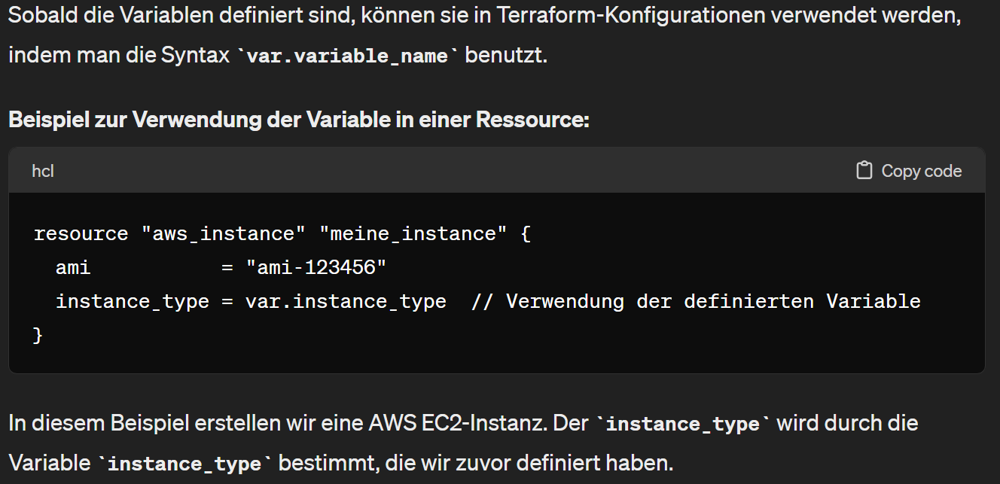 Sobald die Variablen definiert sind, können sie in Terraform-Konfigurationen verwendet werden,
indem man die Syntax `var.variable_name` benutzt.
Beispiel zur Verwendung der Variable in einer Ressource:
hcl
Copy code
resource "aws_instance" "meine_instance" {
  ami           = "ami-123456"
  instance_type = var.instance_type  // Verwendung der definierten Variable
}
In diesem Beispiel erstellen wir eine AWS EC2-Instanz. Der `instance_type` wird durch die
Variable `instance_type` bestimmt, die wir zuvor definiert haben.